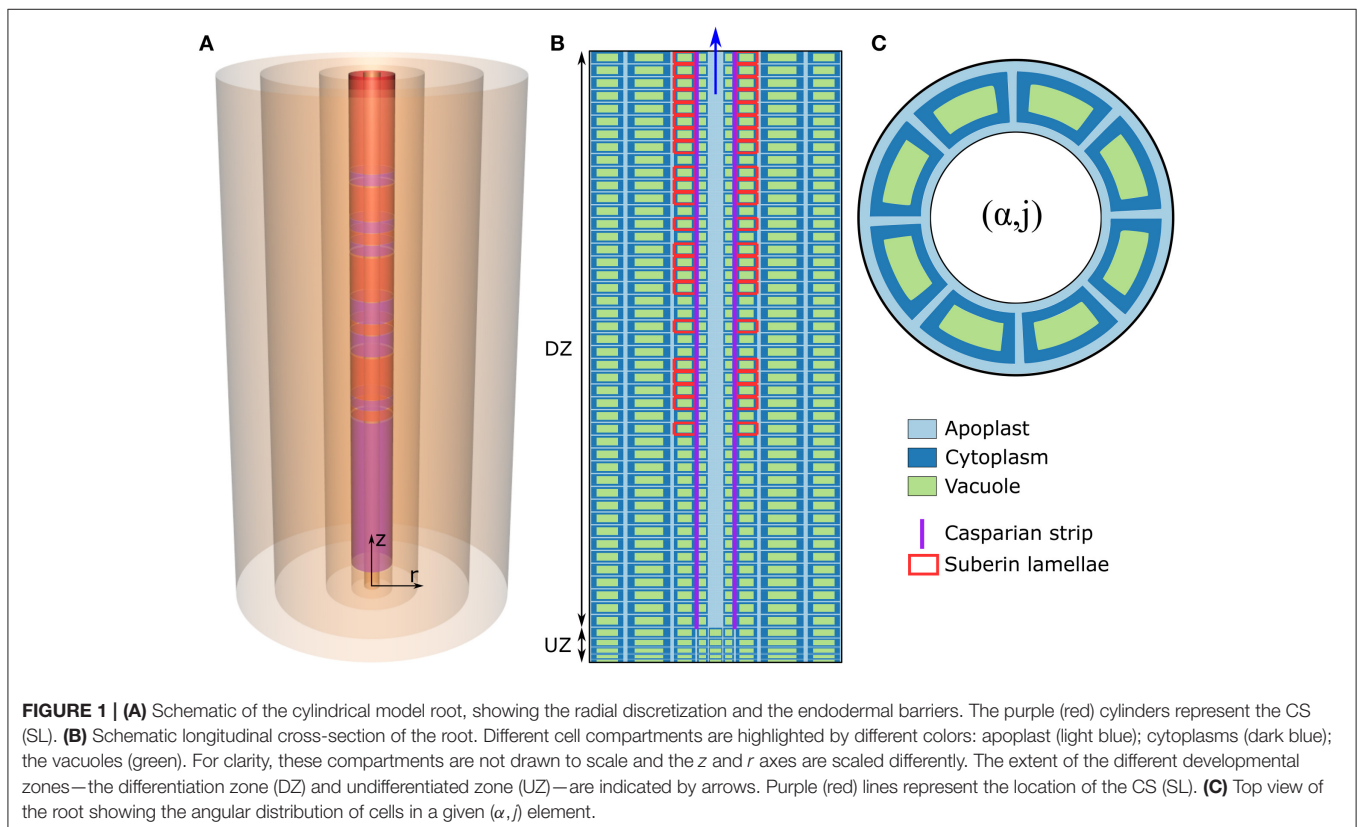 A
B
C
z
r
DZ
UZ
(α,j)
Apoplast
Cytoplasm
Vacuole
Casparian strip
Suberin lamellae
FIGURE 1 | (A) Schematic of the cylindrical model root, showing the radial discretization and the endodermal barriers. The purple (red) cylinders represent the CS
(SL). (B) Schematic longitudinal cross-section of the root. Different cell compartments are highlighted by different colors: apoplast (light blue); cytoplasms (dark blue);
the vacuoles (green). For clarity, these compartments are not drawn to scale and the z and r axes are scaled differently. The extent of the different developmental
zones—the differentiation zone (DZ) and undifferentiated zone (UZ)—are indicated by arrows. Purple (red) lines represent the location of the CS (SL). (C) Top view of
the root showing the angular distribution of cells in a given (α, j) element.